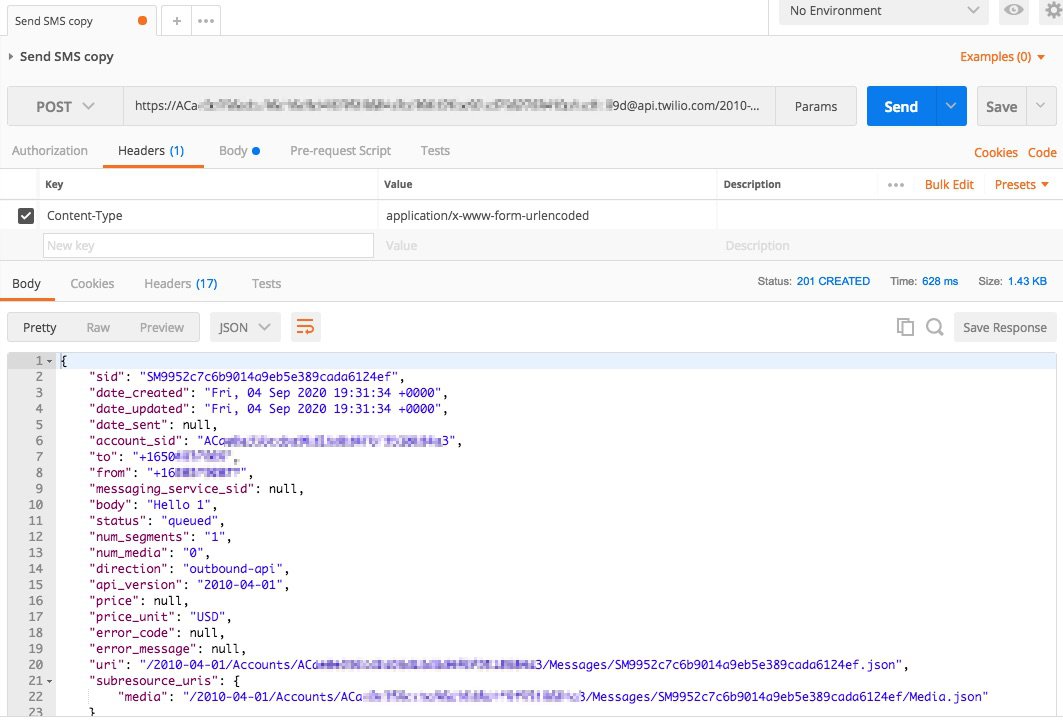 Send SMS copy
No Environment
Send SMS copy
Examples (0)
POST
https://ACa 9d@api.twilio.com/2010-...
Params
Send
Save
Authorization Headers (1) Body Pre-request Script Tests
Cookies Code
Key Value Description Bulk Edit Presets
Content-Type application/x-www-form-urlencoded
New key Value Description
Body Cookies Headers (17) Tests Status: 201 CREATED Time: 628 ms Size: 1.43 KB
Pretty Raw Preview JSON Save Response
1 {
2 "sid": "SM9952c7c6b9014a9eb5e389cada6124ef",
3 "date_created": "Fri, 04 Sep 2020 19:31:34 +0000",
4 "date_updated": "Fri, 04 Sep 2020 19:31:34 +0000",
5 "date_sent": null,
6 "account_sid": "ACa 3",
7 "to": "+1650 ",
8 "from": "+16 ",
9 "messaging_service_sid": null,
10 "body": "Hello 1",
11 "status": "queued",
12 "num_segments": "1",
13 "num_media": "0",
14 "direction": "outbound-api",
15 "api_version": "2010-04-01",
16 "price": null,
17 "price_unit": "USD",
18 "error_code": null,
19 "error_message": null,
20 "uri": "/2010-04-01/Accounts/ACa 3/Messages/SM9952c7c6b9014a9eb5e389cada6124ef.json",
21 "subresource_uris": {
22 "media": "/2010-04-01/Accounts/ACa 3/Messages/SM9952c7c6b9014a9eb5e389cada6124ef/Media.json"
23 }